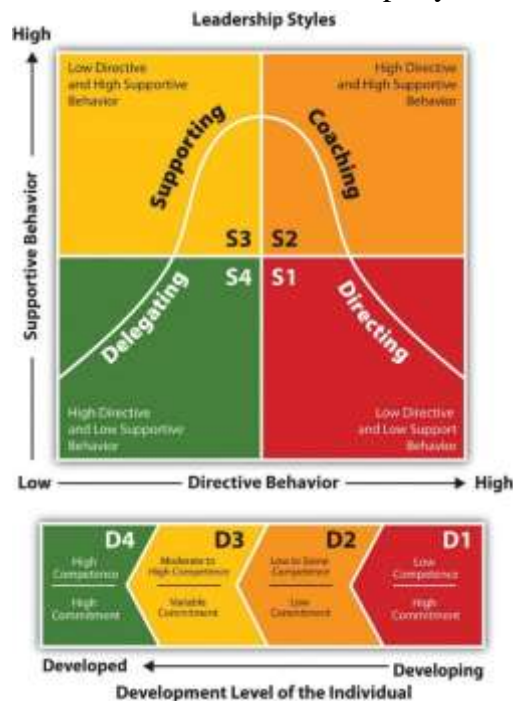 Leadership Styles
High
Low Directive
and High Supportive
Behavior
High Directive
and High Supportive
Behavior
Supporting
Coaching
Supportive Behavior
S3
S2
S4
S1
Delegating
Directing
High Directive
and Low Supportive
Behavior
Low Directive
and Low Support
Behavior
Low
Directive Behavior
High
D4
High
Competence
High
Commitment
D3
Moderate to
High Competence
Variable
Commitment
D2
Low to Some
Competence
Low
Commitment
D1
Low
Competence
High
Commitment
Developed
Developing
Development Level of the Individual